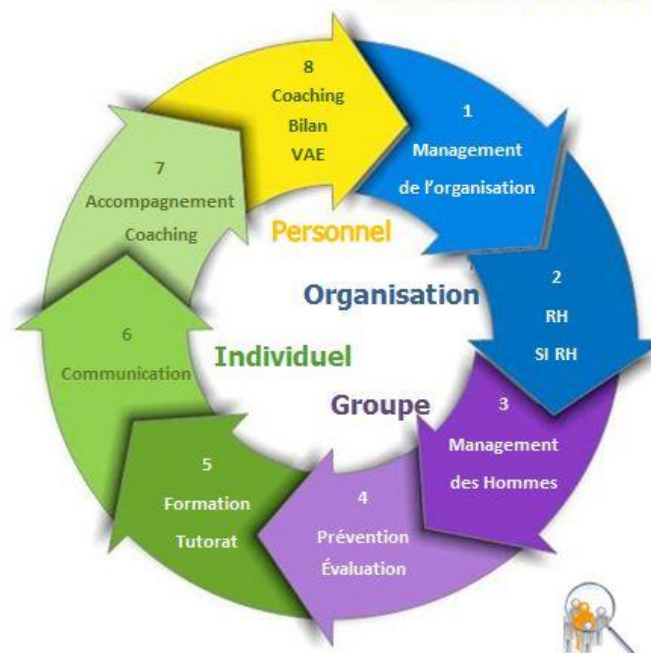 8
Coaching
Bilan
VAE
1
Management
de l'organisation
2
RH
SI RH
3
Management
des Hommes
4
Prévention
Évaluation
5
Formation
Tutorat
6
Communication
7
Accompagnement
Coaching
Personnel
Organisation
Individuel
Groupe